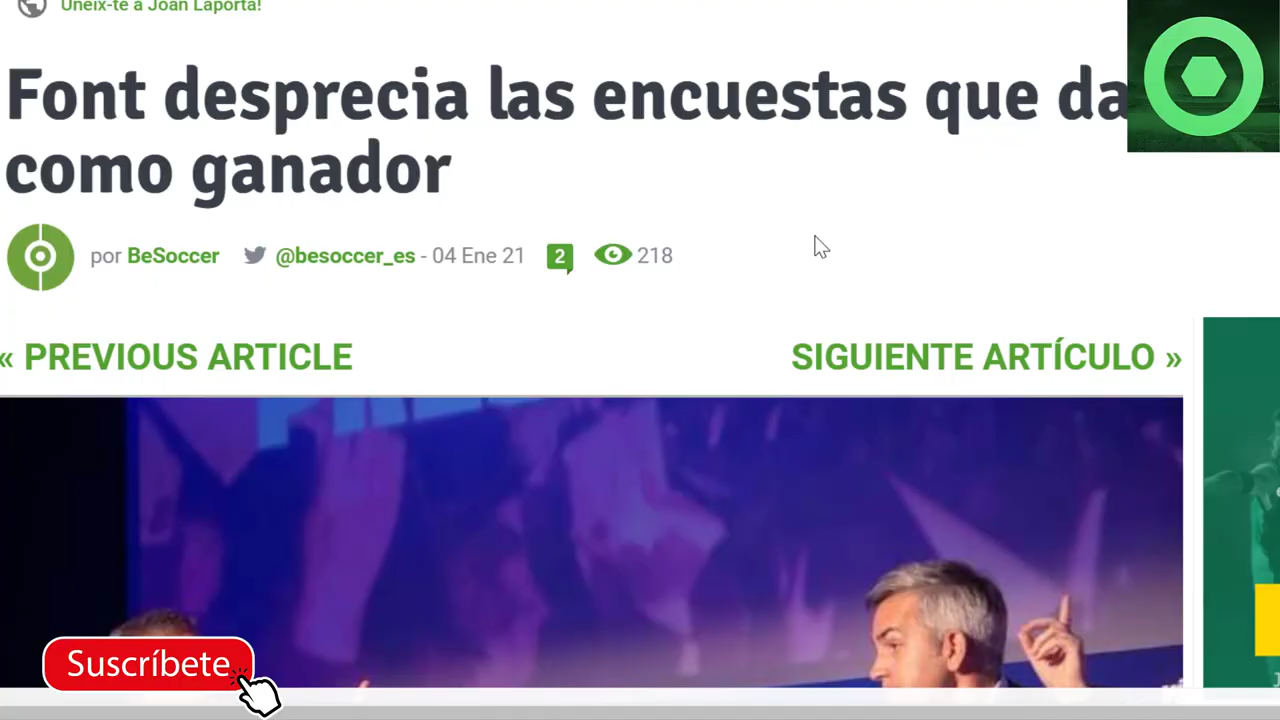 Uneix-te a Joan Laporta!
Font desprecia las encuestas que da
como ganador
por BeSoccer @besoccer_es - 04 Ene 21 2 218
« PREVIOUS ARTICLE SIGUIENTE ARTÍCULO »
Suscríbete